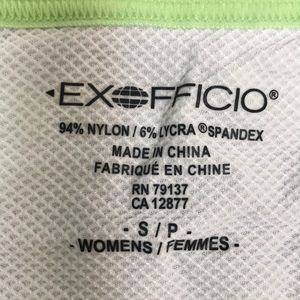 EXOFFICIO®
94% NYLON / 6% LYCRA ® SPANDEX
MADE IN CHINA
FABRIQUÉ EN CHINE
RN 79137
CA 12877
- S / P -
- WOMENS / FEMMES -